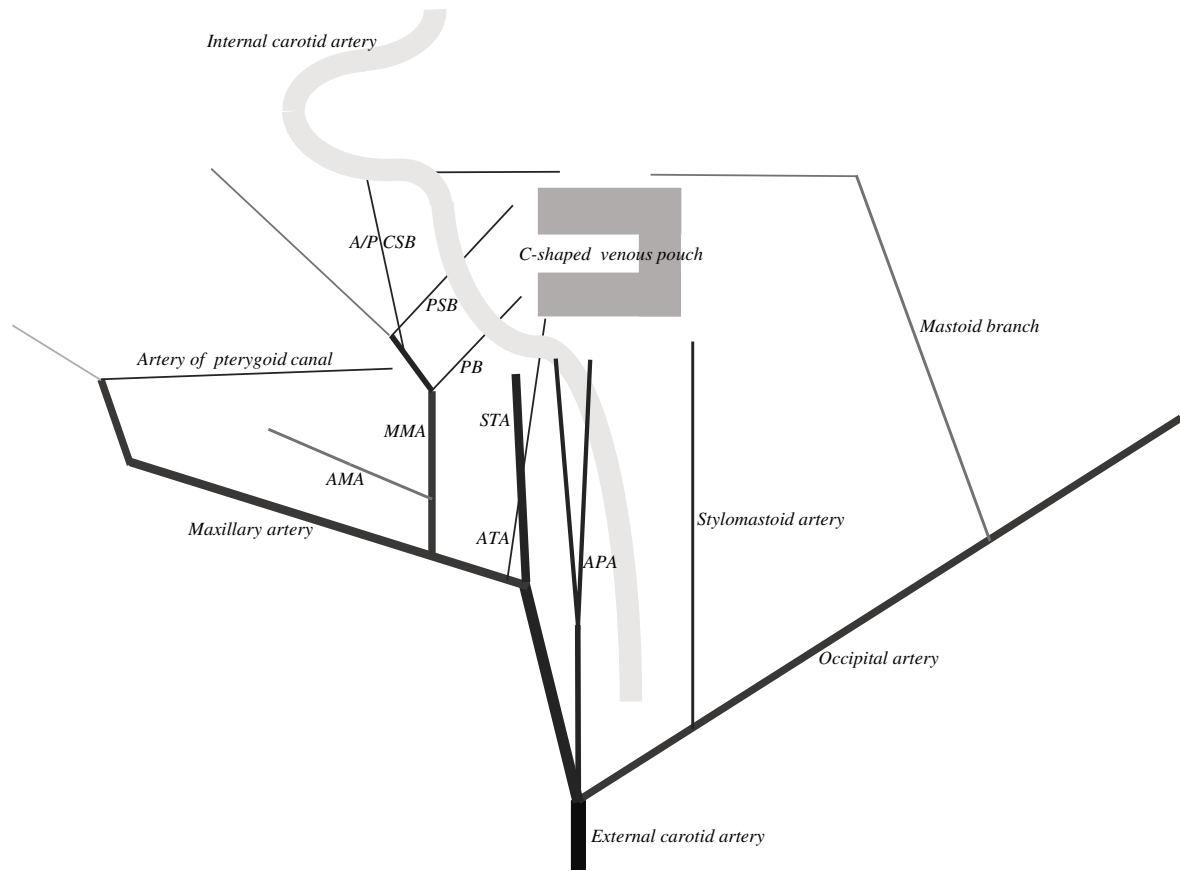 Internal carotid artery
A/P CSB
C-shaped venous pouch
PSB
Mastoid branch
Artery of pterygoid canal
PB
STA
MMA
AMA
Stylomastoid artery
Maxillary artery
ATA
APA
Occipital artery
External carotid artery